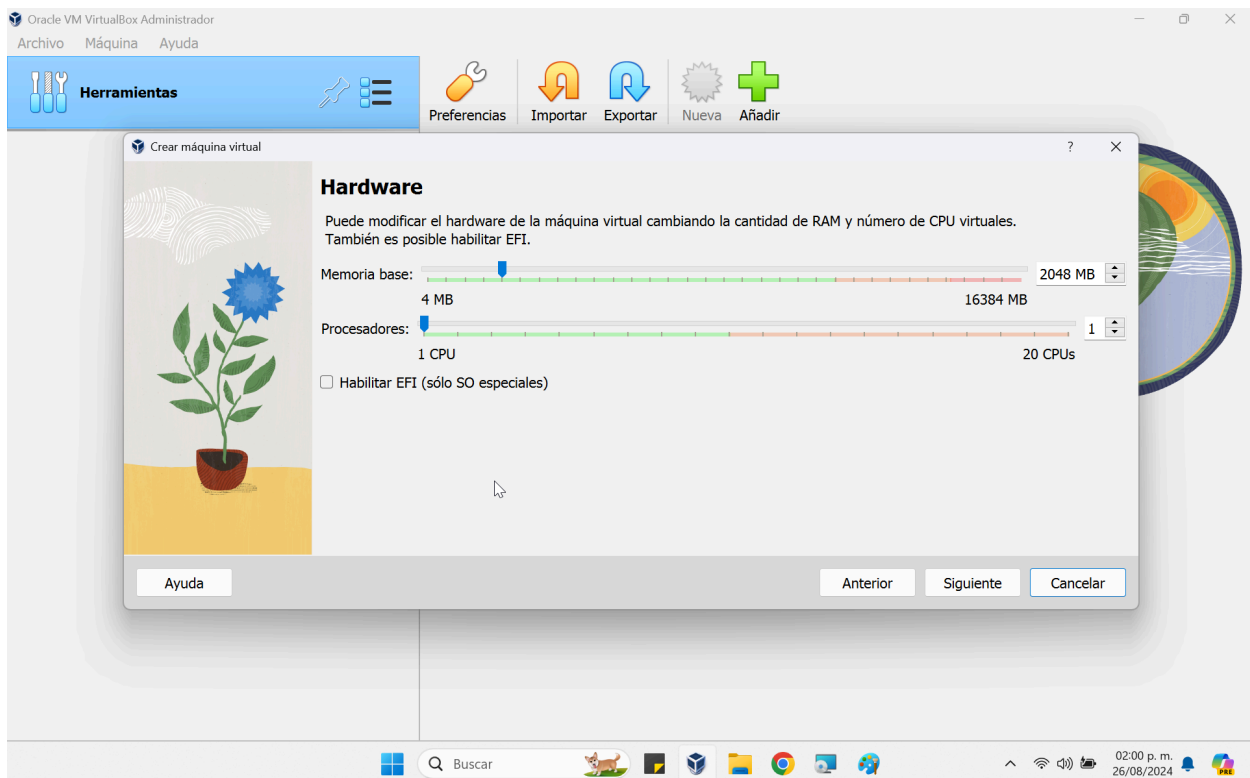 Oracle VM VirtualBox Administrador
Archivo Máquina Ayuda
Herramientas
Preferencias Importar Exportar Nueva Añadir
Crear máquina virtual ?
Hardware
Puede modificar el hardware de la máquina virtual cambiando la cantidad de RAM y número de CPU virtuales.
También es posible habilitar EFI.
Memoria base: 2048 MB
4 MB 16384 MB
Procesadores: 1
1 CPU 20 CPUs
Habilitar EFI (sólo SO especiales)
Ayuda Anterior Siguiente Cancelar
Buscar 02:00 p. m.
26/08/2024
PRE